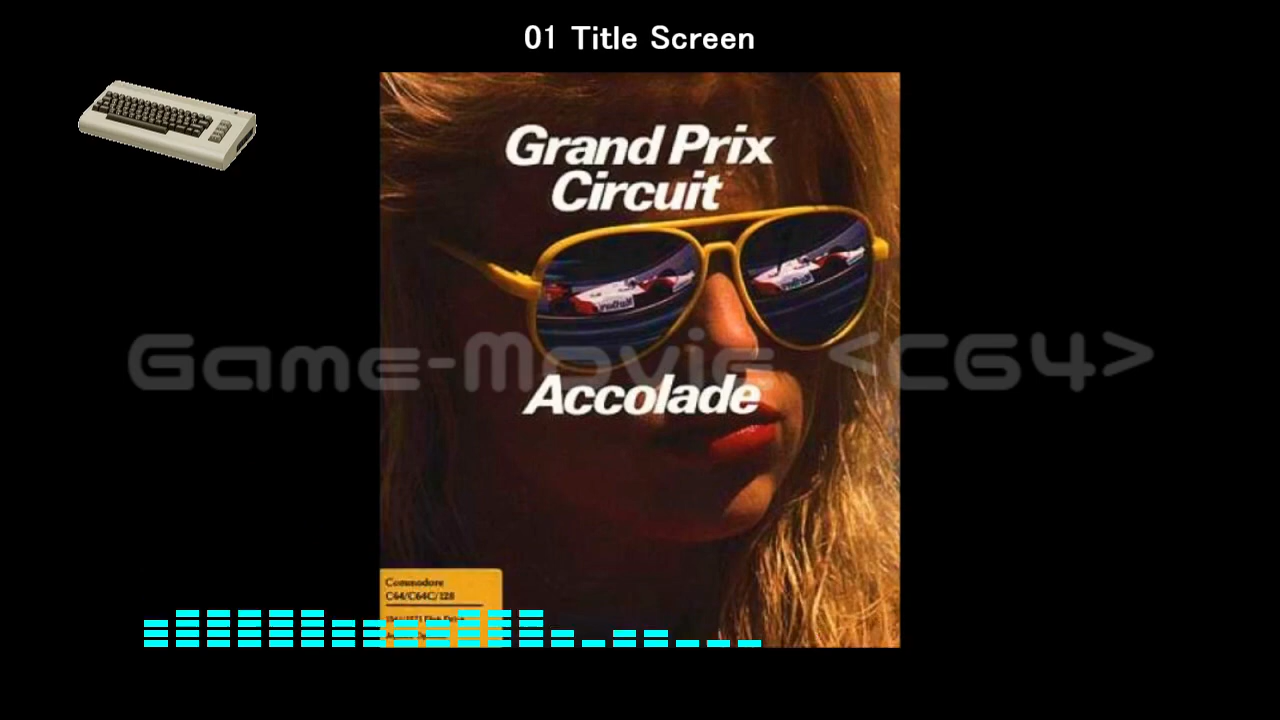 01 Title Screen
Grand Prix
Circuit
Game-Movie <C64>
Accolade
Commodore
C64/C64C/128